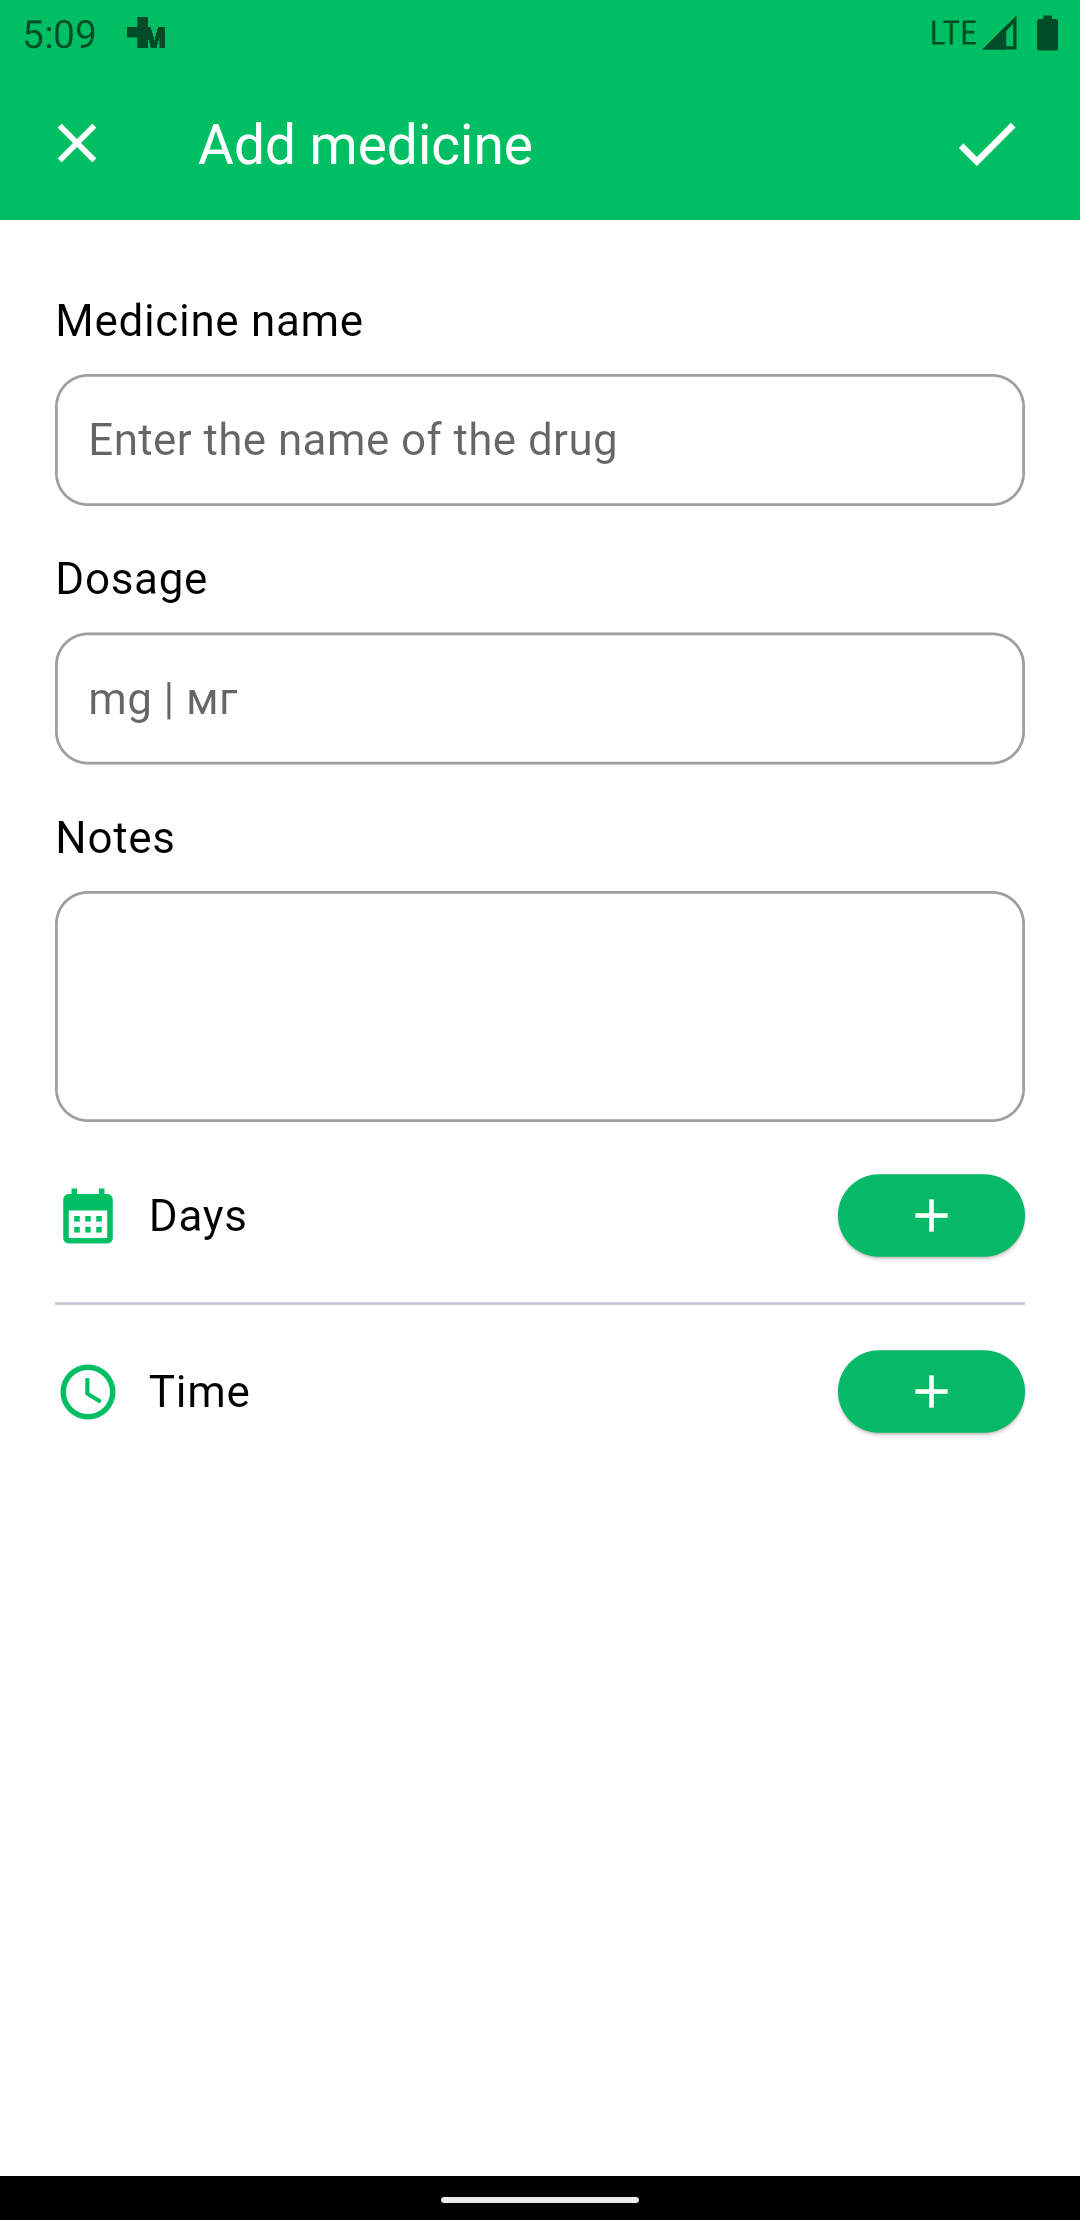 5:09
LTE
Add medicine
Medicine name
Enter the name of the drug
Dosage
mg | мг
Notes
Days
Time